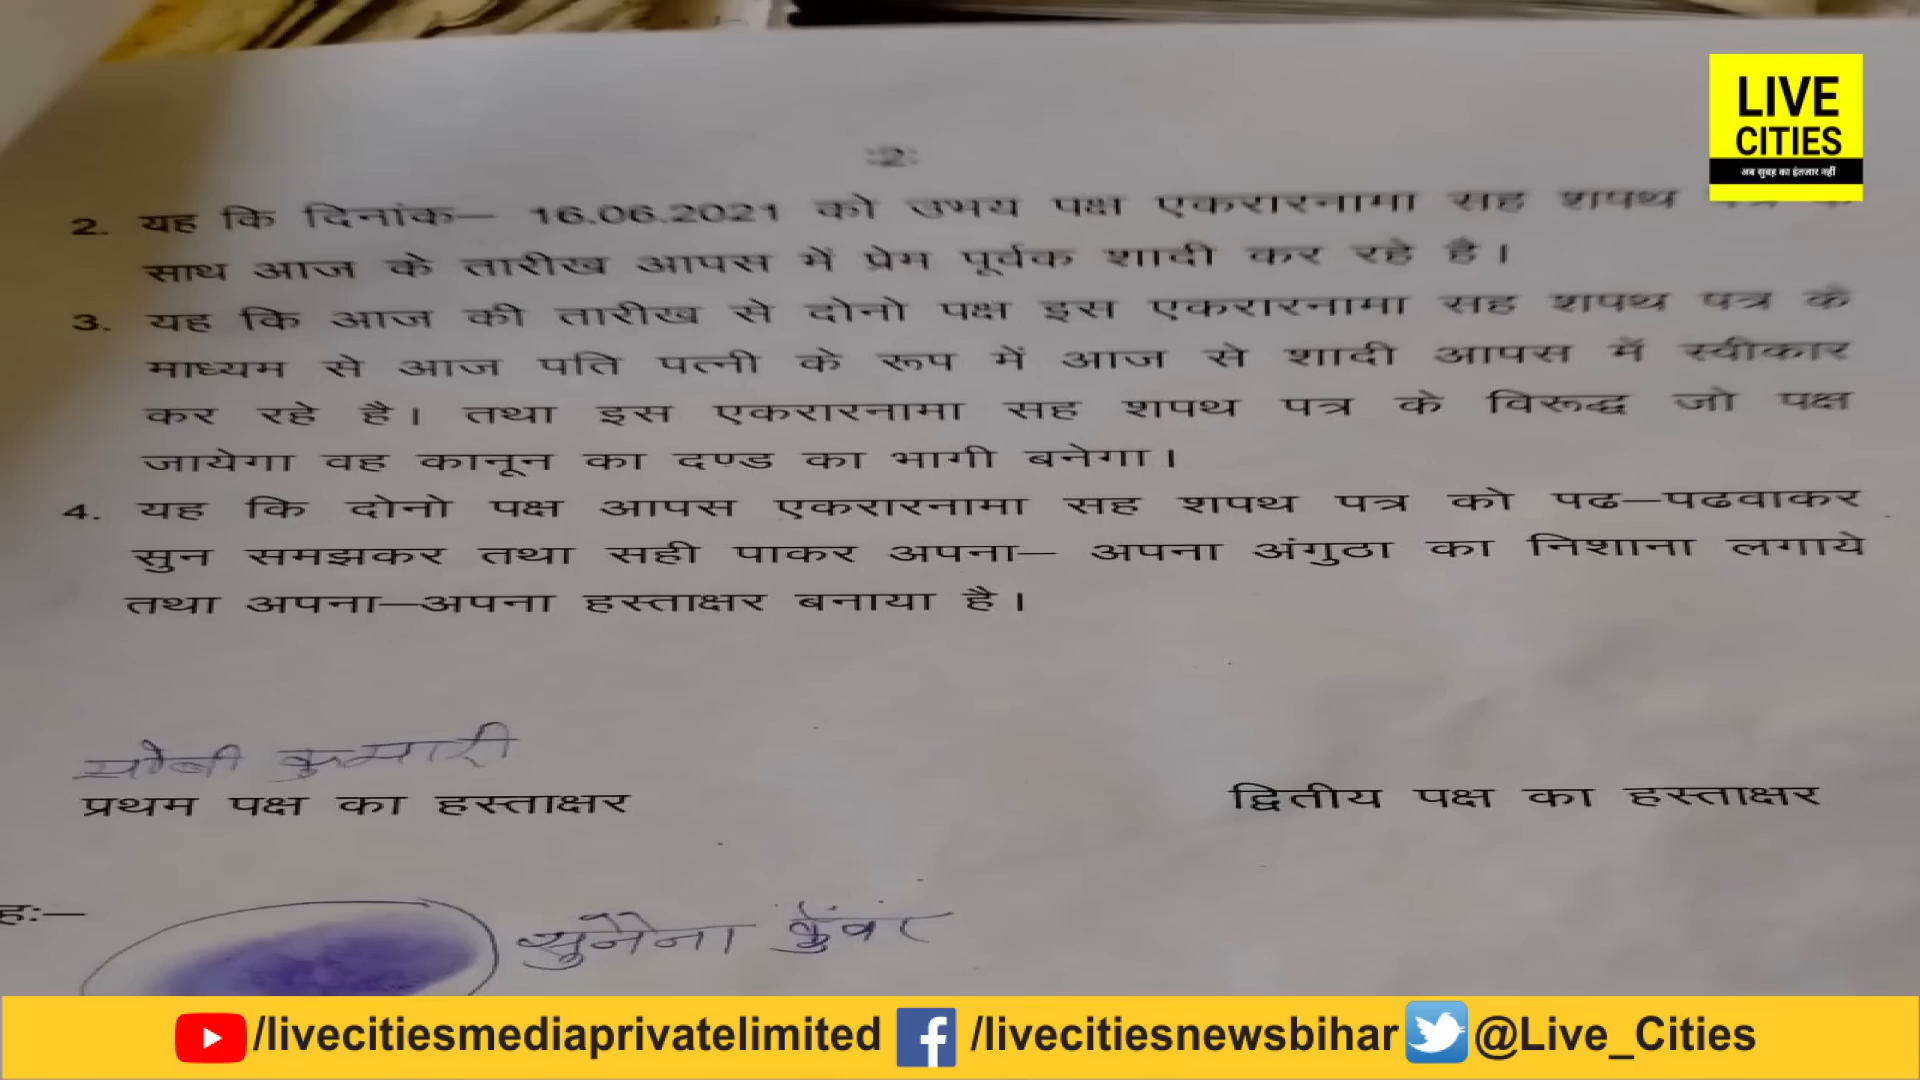 LIVE
CITIES
अब सुबह का इंतजार नहीं
:2:
2. यह कि दिनांक– 16.06.2021 को उभय पक्ष एकरारनामा सह शपथ
साथ आज के तारीख आपस में प्रेम पूर्वक शादी कर रहे है।
3. यह कि आज की तारीख से दोनो पक्ष इस एकरारनामा सह शपथ पत्र के
माध्यम से आज पति पत्नी के रूप में आज से शादी आपस में स्वीकार
कर रहे है। तथा इस एकरारनामा सह शपथ पत्र के विरूद्ध जो पक्ष
जायेगा वह कानून का दण्ड का भागी बनेगा।
4. यह कि दोनो पक्ष आपस एकरारनामा सह शपथ पत्र को पढ–पढवाकर
सुन समझकर तथा सही पाकर अपना– अपना अंगुठा का निशाना लगाये
तथा अपना–अपना हस्ताक्षर बनाया है।
कुमारी
प्रथम पक्ष का हस्ताक्षर
द्वितीय पक्ष का हस्ताक्षर
सुनैना कुँवर
/livecitiesmediaprivatelimited /livecitiesnewsbihar @Live_Cities